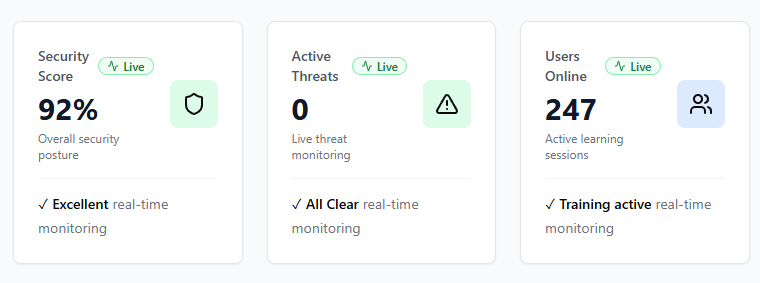 Security
Score
Live
92%
Overall security
posture
✓ Excellent real-time
monitoring
Active
Threats
Live
0
Live threat
monitoring
✓ All Clear real-time
monitoring
Users
Online
Live
247
Active learning
sessions
✓ Training active real-time
monitoring